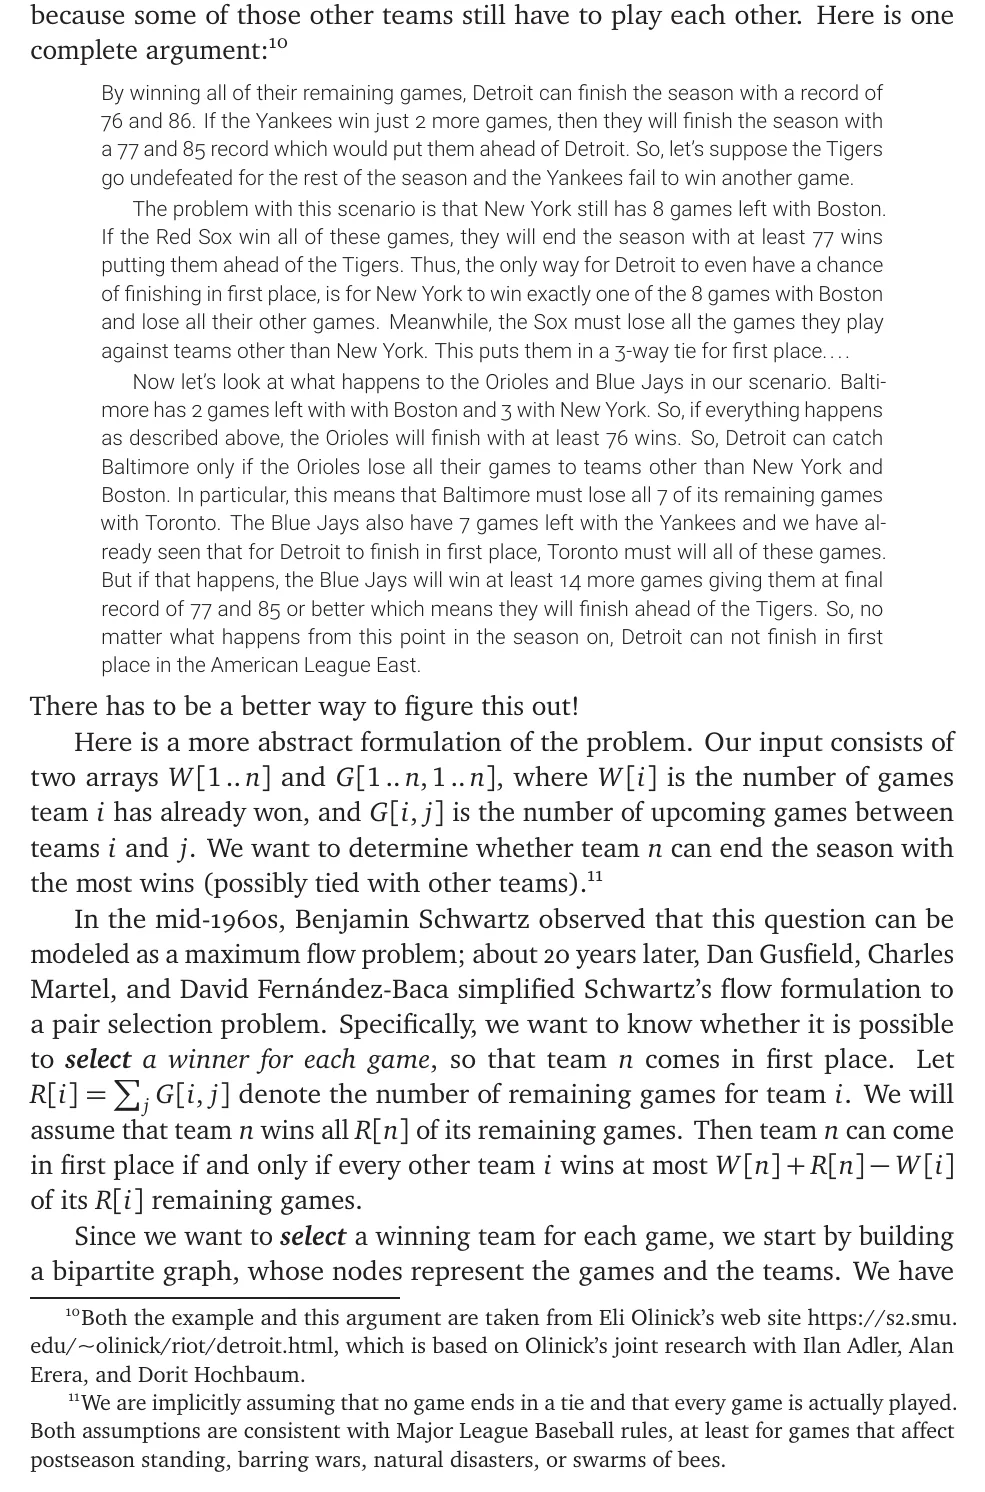 because some of those other teams still have to play each other. Here is one
complete argument:¹⁰
By winning all of their remaining games, Detroit can finish the season with a record of
76 and 86. If the Yankees win just 2 more games, then they will finish the season with
a 77 and 85 record which would put them ahead of Detroit. So, let's suppose the Tigers
go undefeated for the rest of the season and the Yankees fail to win another game.
The problem with this scenario is that New York still has 8 games left with Boston.
If the Red Sox win all of these games, they will end the season with at least 77 wins
putting them ahead of the Tigers. Thus, the only way for Detroit to even have a chance
of finishing in first place, is for New York to win exactly one of the 8 games with Boston
and lose all their other games. Meanwhile, the Sox must lose all the games they play
against teams other than New York. This puts them in a 3-way tie for first place. . . .
Now let's look at what happens to the Orioles and Blue Jays in our scenario. Balti-
more has 2 games left with with Boston and 3 with New York. So, if everything happens
as described above, the Orioles will finish with at least 76 wins. So, Detroit can catch
Baltimore only if the Orioles lose all their games to teams other than New York and
Boston. In particular, this means that Baltimore must lose all 7 of its remaining games
with Toronto. The Blue Jays also have 7 games left with the Yankees and we have al-
ready seen that for Detroit to finish in first place, Toronto must will all of these games.
But if that happens, the Blue Jays will win at least 14 more games giving them at final
record of 77 and 85 or better which means they will finish ahead of the Tigers. So, no
matter what happens from this point in the season on, Detroit can not finish in first
place in the American League East.
There has to be a better way to figure this out!
Here is a more abstract formulation of the problem. Our input consists of
two arrays W[1 .. n] and G[1 .. n, 1 .. n], where W[i] is the number of games
team i has already won, and G[i, j] is the number of upcoming games between
teams i and j. We want to determine whether team n can end the season with
the most wins (possibly tied with other teams).¹¹
In the mid-1960s, Benjamin Schwartz observed that this question can be
modeled as a maximum flow problem; about 20 years later, Dan Gusfield, Charles
Martel, and David Fernández-Baca simplified Schwartz's flow formulation to
a pair selection problem. Specifically, we want to know whether it is possible
to select a winner for each game, so that team n comes in first place. Let
R[i] = ∑ⱼ G[i, j] denote the number of remaining games for team i. We will
assume that team n wins all R[n] of its remaining games. Then team n can come
in first place if and only if every other team i wins at most W[n] + R[n] − W[i]
of its R[i] remaining games.
Since we want to select a winning team for each game, we start by building
a bipartite graph, whose nodes represent the games and the teams. We have
¹⁰Both the example and this argument are taken from Eli Olinick's web site https://s2.smu.
edu/~olinick/riot/detroit.html, which is based on Olinick's joint research with Ilan Adler, Alan
Erera, and Dorit Hochbaum.
¹¹We are implicitly assuming that no game ends in a tie and that every game is actually played.
Both assumptions are consistent with Major League Baseball rules, at least for games that affect
postseason standing, barring wars, natural disasters, or swarms of bees.